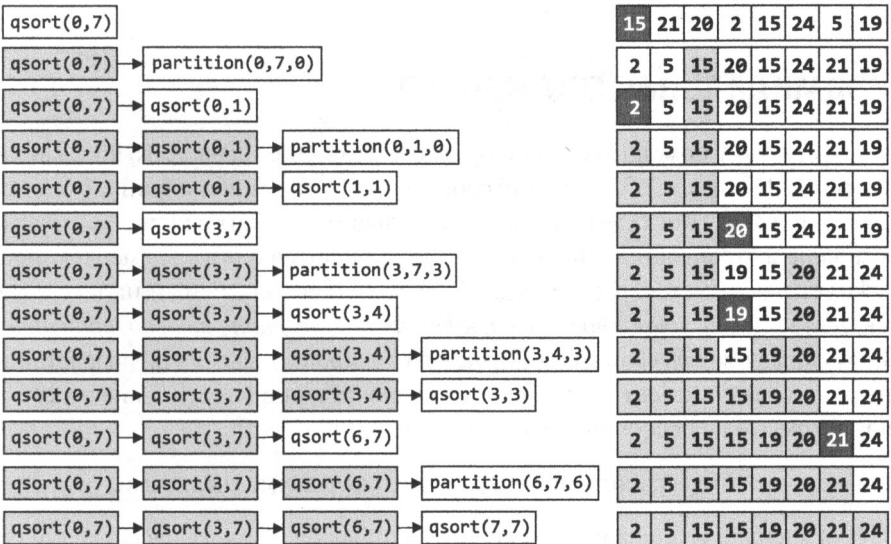 qsort(0,7) 15 21 20 2 15 24 5 19
qsort(0,7) partition(0,7,0) 2 5 15 20 15 24 21 19
qsort(0,7) qsort(0,1) 2 5 15 20 15 24 21 19
qsort(0,7) qsort(0,1) partition(0,1,0) 2 5 15 20 15 24 21 19
qsort(0,7) qsort(0,1) qsort(1,1) 2 5 15 20 15 24 21 19
qsort(0,7) qsort(3,7) 2 5 15 20 15 24 21 19
qsort(0,7) qsort(3,7) partition(3,7,3) 2 5 15 19 15 20 21 24
qsort(0,7) qsort(3,7) qsort(3,4) 2 5 15 19 15 20 21 24
qsort(0,7) qsort(3,7) qsort(3,4) partition(3,4,3) 2 5 15 15 19 20 21 24
qsort(0,7) qsort(3,7) qsort(3,4) qsort(3,3) 2 5 15 15 19 20 21 24
qsort(0,7) qsort(3,7) qsort(6,7) 2 5 15 15 19 20 21 24
qsort(0,7) qsort(3,7) qsort(6,7) partition(6,7,6) 2 5 15 15 19 20 21 24
qsort(0,7) qsort(3,7) qsort(6,7) qsort(7,7) 2 5 15 15 19 20 21 24